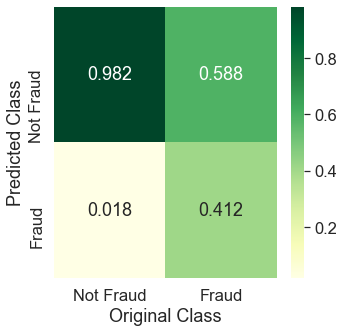 Predicted Class
Not Fraud
Fraud
0.982
0.588
0.018
0.412
Not Fraud
Fraud
Original Class
0.8
0.6
0.4
0.2